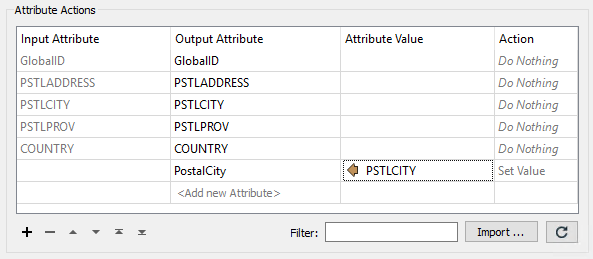 Attribute Actions
Input Attribute Output Attribute Attribute Value Action
GlobalID GlobalID Do Nothing
PSTLADDRESS PSTLADDRESS Do Nothing
PSTLCITY PSTLCITY Do Nothing
PSTLPROV PSTLPROV Do Nothing
COUNTRY COUNTRY Do Nothing
PostalCity PSTLCITY Set Value
<Add new Attribute>
Filter: Import ...